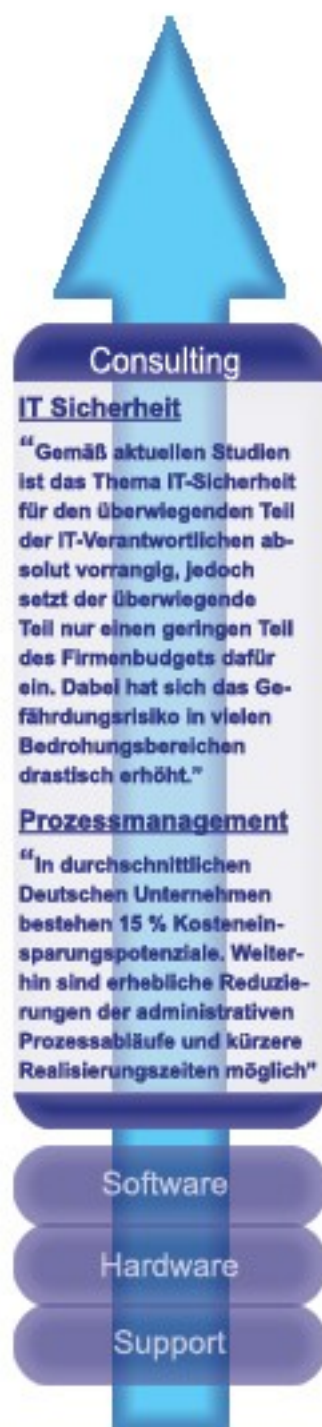 Consulting
IT Sicherheit
“Gemäß aktuellen Studien
ist das Thema IT-Sicherheit
für den überwiegenden Teil
der IT-Verantwortlichen ab-
solut vorrangig, jedoch
setzt der überwiegende
Teil nur einen geringen Teil
des Firmenbudgets dafür
ein. Dabei hat sich das Ge-
fährdungsrisiko in vielen
Bedrohungsbereichen
drastisch erhöht.”
Prozessmanagement
“In durchschnittlichen
Deutschen Unternehmen
bestehen 15 % Kostenein-
sparungspotenziale. Weiter-
hin sind erhebliche Reduzie-
rungen der administrativen
Prozessabläufe und kürzere
Realisierungszeiten möglich”
Software
Hardware
Support